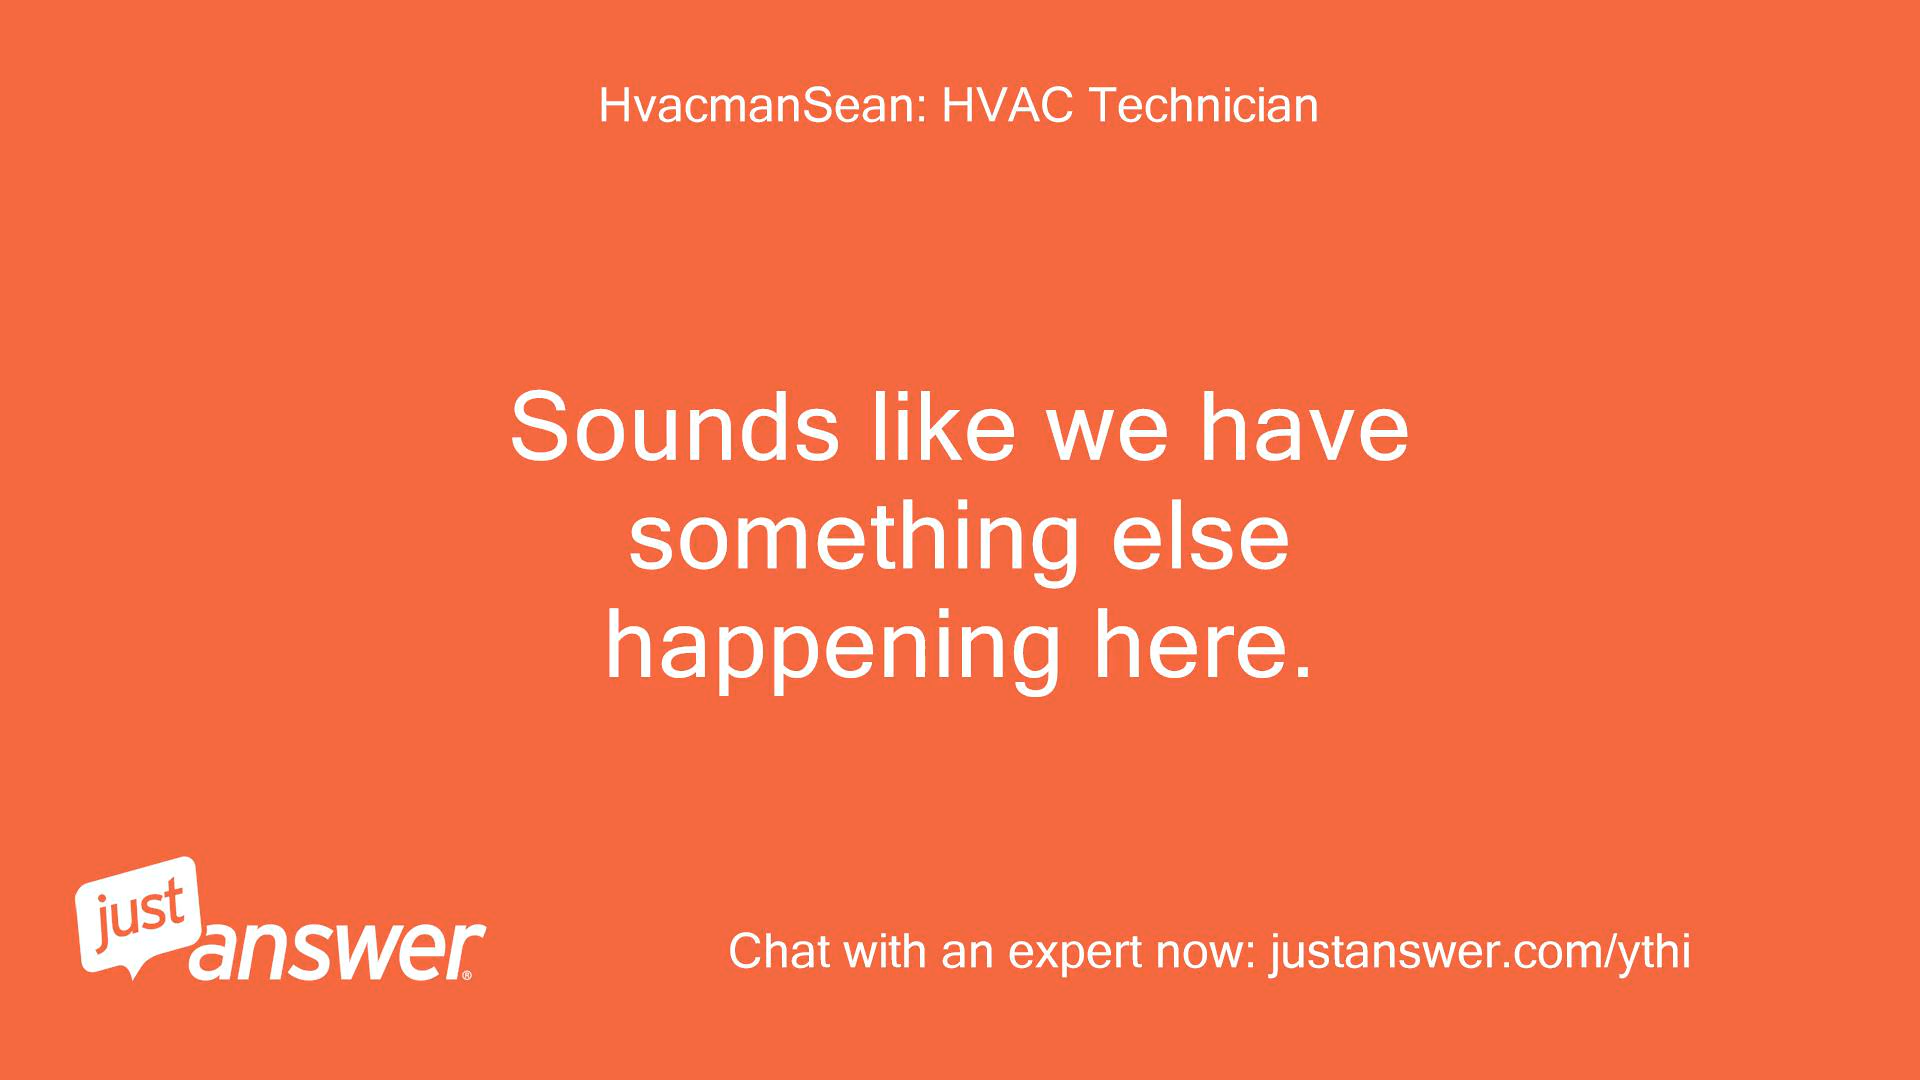 HvacmanSean: HVAC Technician
Sounds like we have
something else
happening here.
just
answer®
Chat with an expert now: justanswer.com/ythi